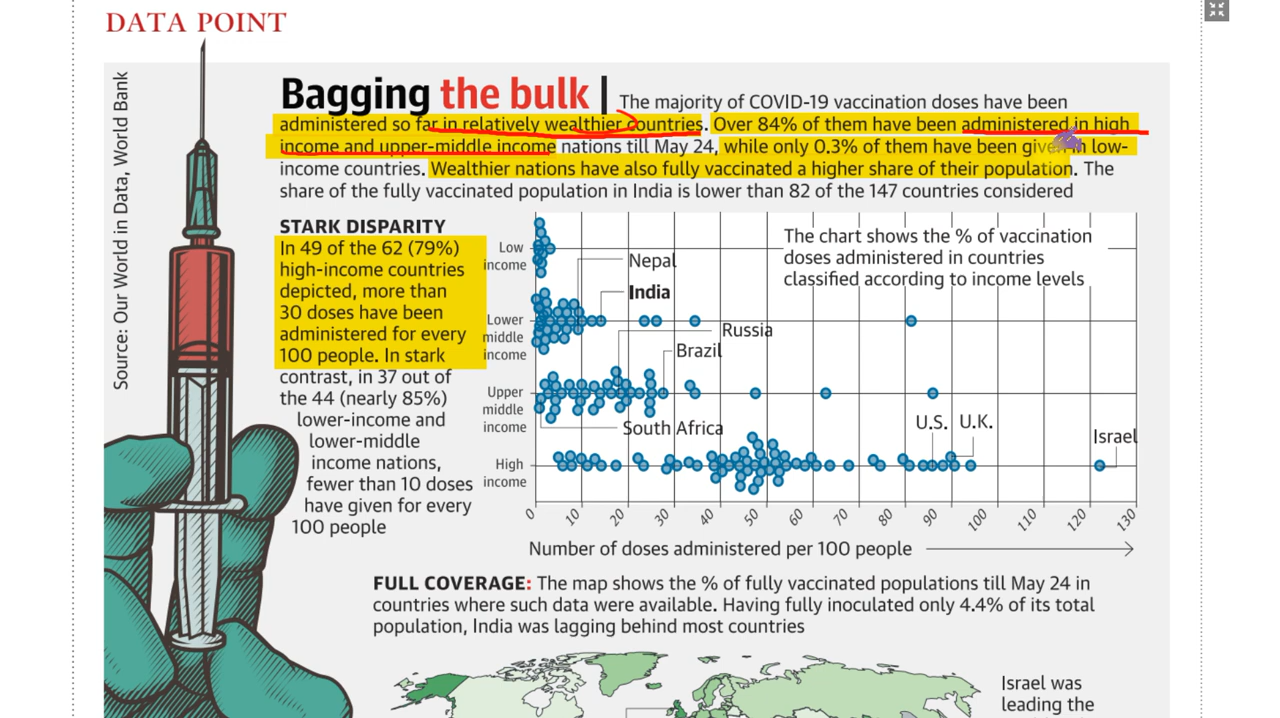 DATA POINT
Source: Our World in Data, World Bank
Bagging the bulk | The majority of COVID-19 vaccination doses have been
administered so far in relatively wealthier countries. Over 84% of them have been administered in high
income and upper-middle income nations till May 24, while only 0.3% of them have been given in low-
income countries. Wealthier nations have also fully vaccinated a higher share of their population. The
share of the fully vaccinated population in India is lower than 82 of the 147 countries considered
STARK DISPARITY
In 49 of the 62 (79%)
high-income countries
depicted, more than
30 doses have been
administered for every
100 people. In stark
contrast, in 37 out of
the 44 (nearly 85%)
lower-income and
lower-middle
income nations,
fewer than 10 doses
have given for every
100 people
The chart shows the % of vaccination
doses administered in countries
classified according to income levels
Low
income
Nepal
India
Lower
middle
income
Russia
Brazil
Upper
middle
income
South Africa
U.S. U.K.
Israel
High
income
0 10 20 30 40 50 60 70 80 90 100 110 120 130
Number of doses administered per 100 people
FULL COVERAGE: The map shows the % of fully vaccinated populations till May 24 in
countries where such data were available. Having fully inoculated only 4.4% of its total
population, India was lagging behind most countries
Israel was
leading the